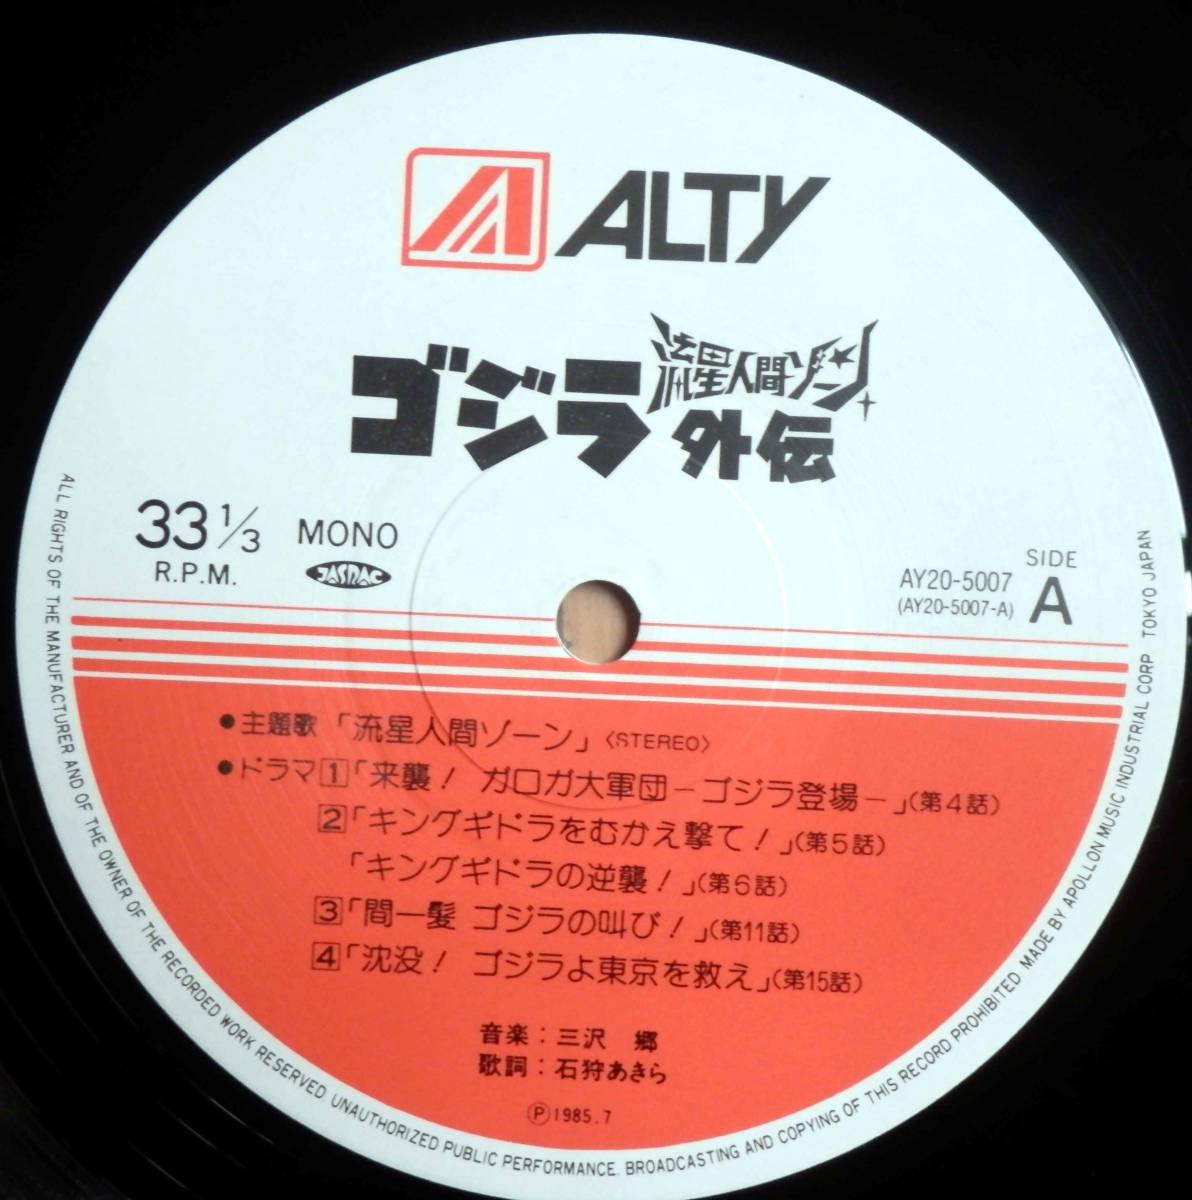 ALTY
ゴジラ 流星人間ゾーン 外伝
33 1/3 R.P.M.
MONO
JASRAC
SIDE A
AY20-5007
(AY20-5007-A)
●主題歌「流星人間ゾーン」〈STEREO〉
●ドラマ1「来襲！ガロガ大軍団－ゴジラ登場－」(第4話)
2「キングギドラをむかえ撃て！」(第5話)
「キングギドラの逆襲！」(第6話)
3「間一髪 ゴジラの叫び！」(第11話)
4「沈没！ゴジラよ東京を救え」(第15話)
音楽：三沢 郷
歌詞：石狩あきら
Ⓟ1985.7
ALL RIGHTS OF THE MANUFACTURER AND OF THE OWNER OF THE RECORDED WORK RESERVED. UNAUTHORIZED PUBLIC PERFORMANCE. BROADCASTING AND COPYING OF THIS RECORD PROHIBITED. MADE BY APOLLON MUSIC INDUSTRIAL CORP TOKYO JAPAN